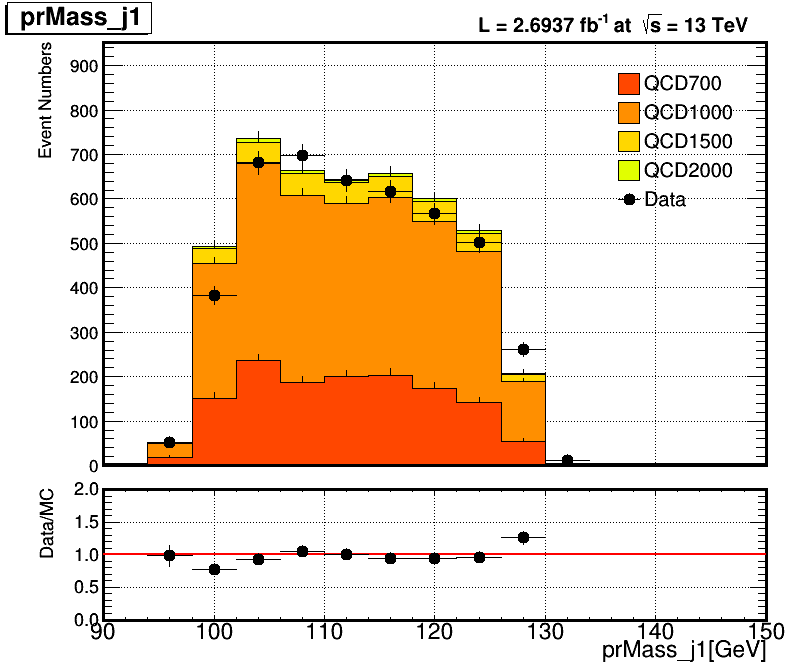 prMass_j1
L = 2.6937 fb-1 at √s = 13 TeV
Event Numbers
900
800
700
600
500
400
300
200
100
0
QCD700
QCD1000
QCD1500
QCD2000
Data
Data/MC
2.0
1.5
1.0
0.5
0.0
90 100 110 120 130 140 150
prMass_j1[GeV]